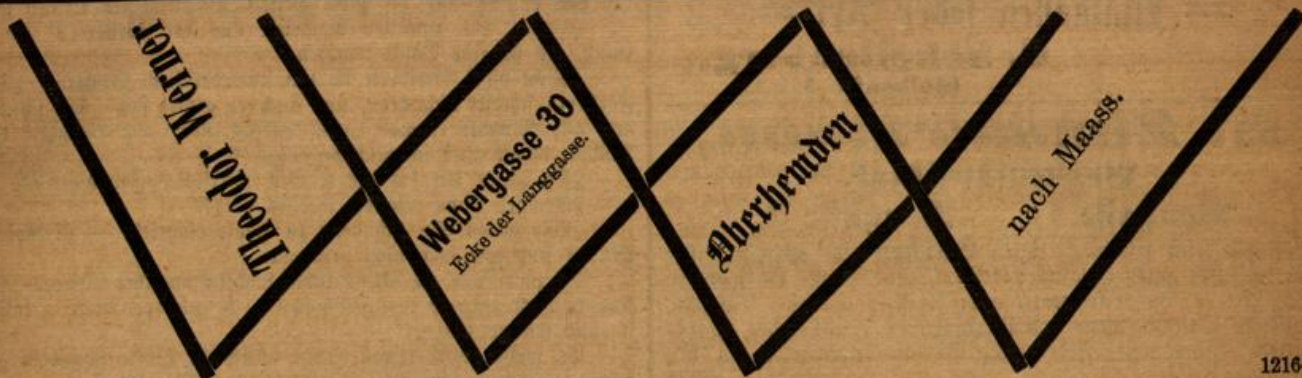 Theodor Werner
Webergasse 30
Ecke der Langgasse.
Oberhemden
nach Maass.
1216